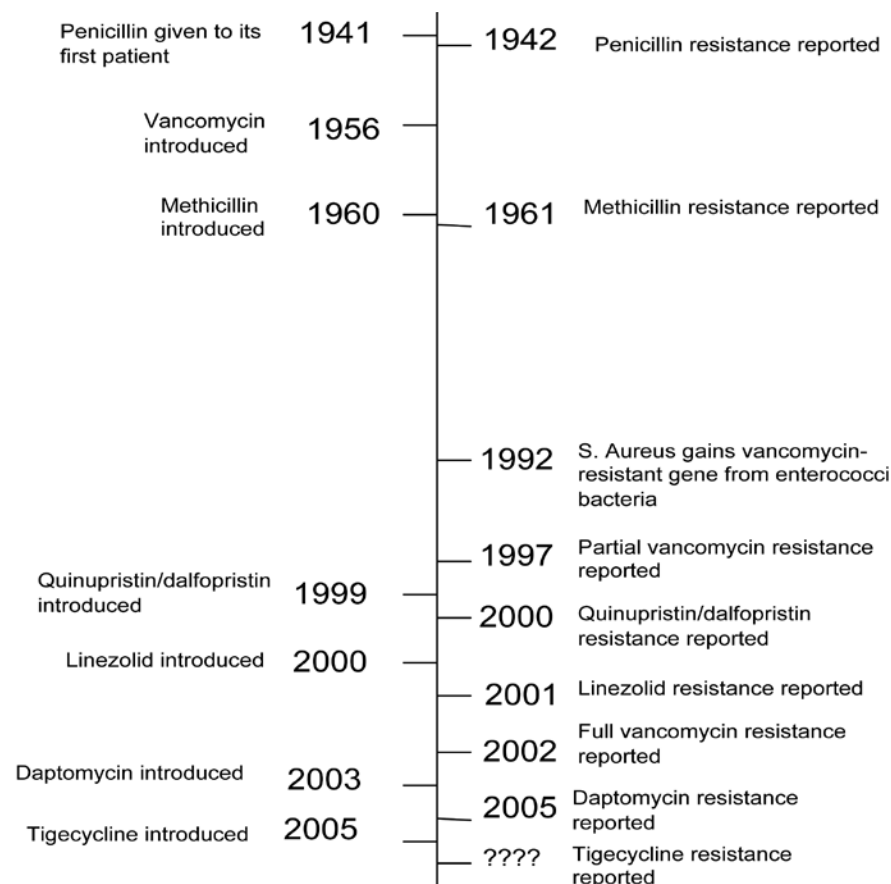 Penicillin given to its
first patient
1941
1942
Penicillin resistance reported
Vancomycin
introduced
1956
Methicillin
introduced
1960
1961
Methicillin resistance reported
1992
S. Aureus gains vancomycin-
resistant gene from enterococci
bacteria
1997
Partial vancomycin resistance
reported
Quinupristin/dalfopristin
introduced
1999
2000
Quinupristin/dalfopristin
resistance reported
Linezolid introduced
2000
2001
Linezolid resistance reported
2002
Full vancomycin resistance
reported
Daptomycin introduced
2003
2005
Daptomycin resistance
reported
Tigecycline introduced
2005
????
Tigecycline resistance
reported